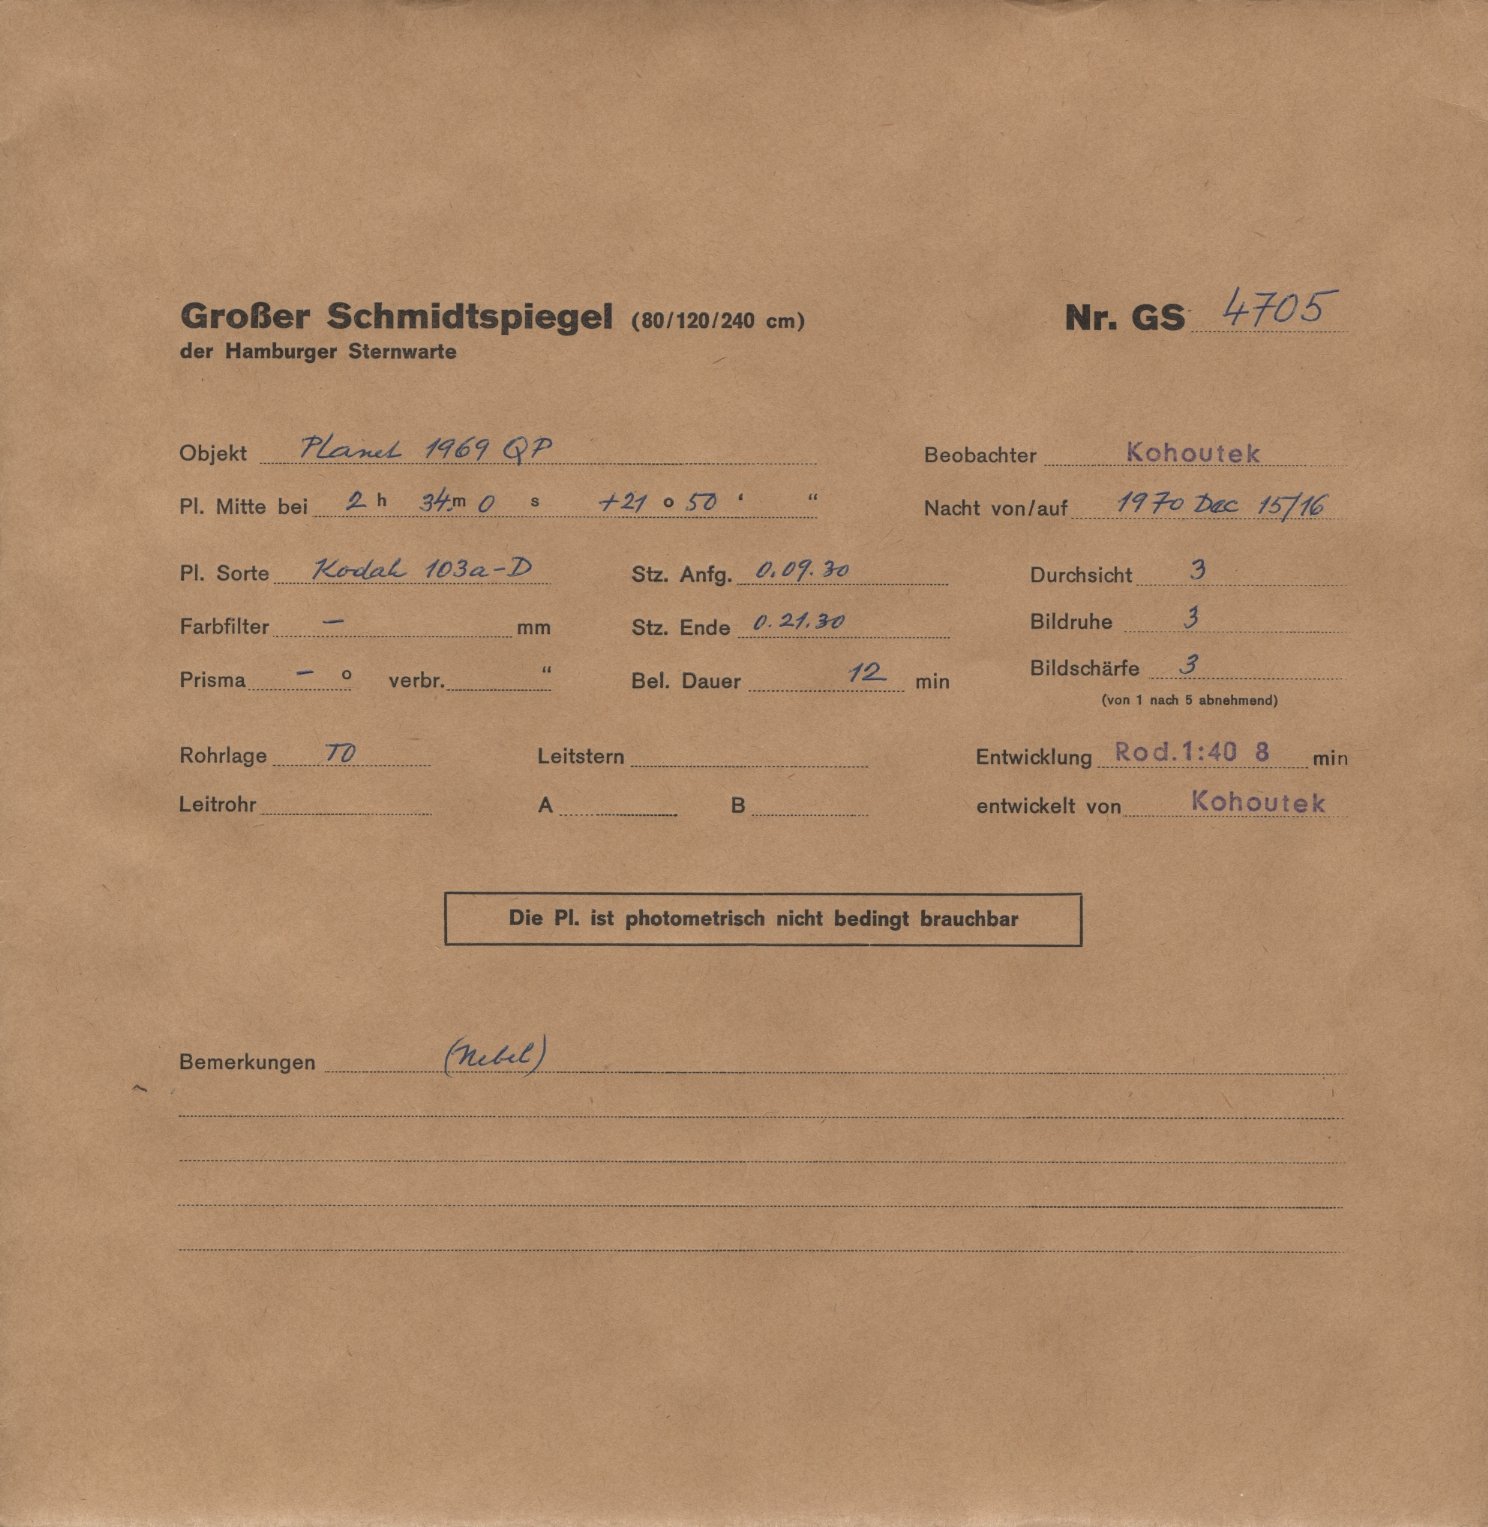 Großer Schmidtspiegel (80/120/240 cm) Nr. GS 4705
der Hamburger Sternwarte
Objekt Planet 1969 QP Beobachter Kohoutek
Pl. Mitte bei 2 h 34 m 0 s +21 o 50 ‘ “ Nacht von/auf 1970 Dec 15/16
Pl. Sorte Kodak 103a-D Stz. Anfg. 0.09.30 Durchsicht 3
Farbfilter – mm Stz. Ende 0.21.30 Bildruhe 3
Prisma – o verbr. “ Bel. Dauer 12 min Bildschärfe 3
(von 1 nach 5 abnehmend)
Rohrlage TO Leitstern Entwicklung Rod.1:40 8 min
Leitrohr A B entwickelt von Kohoutek
Die Pl. ist photometrisch nicht bedingt brauchbar
Bemerkungen (Nebel)